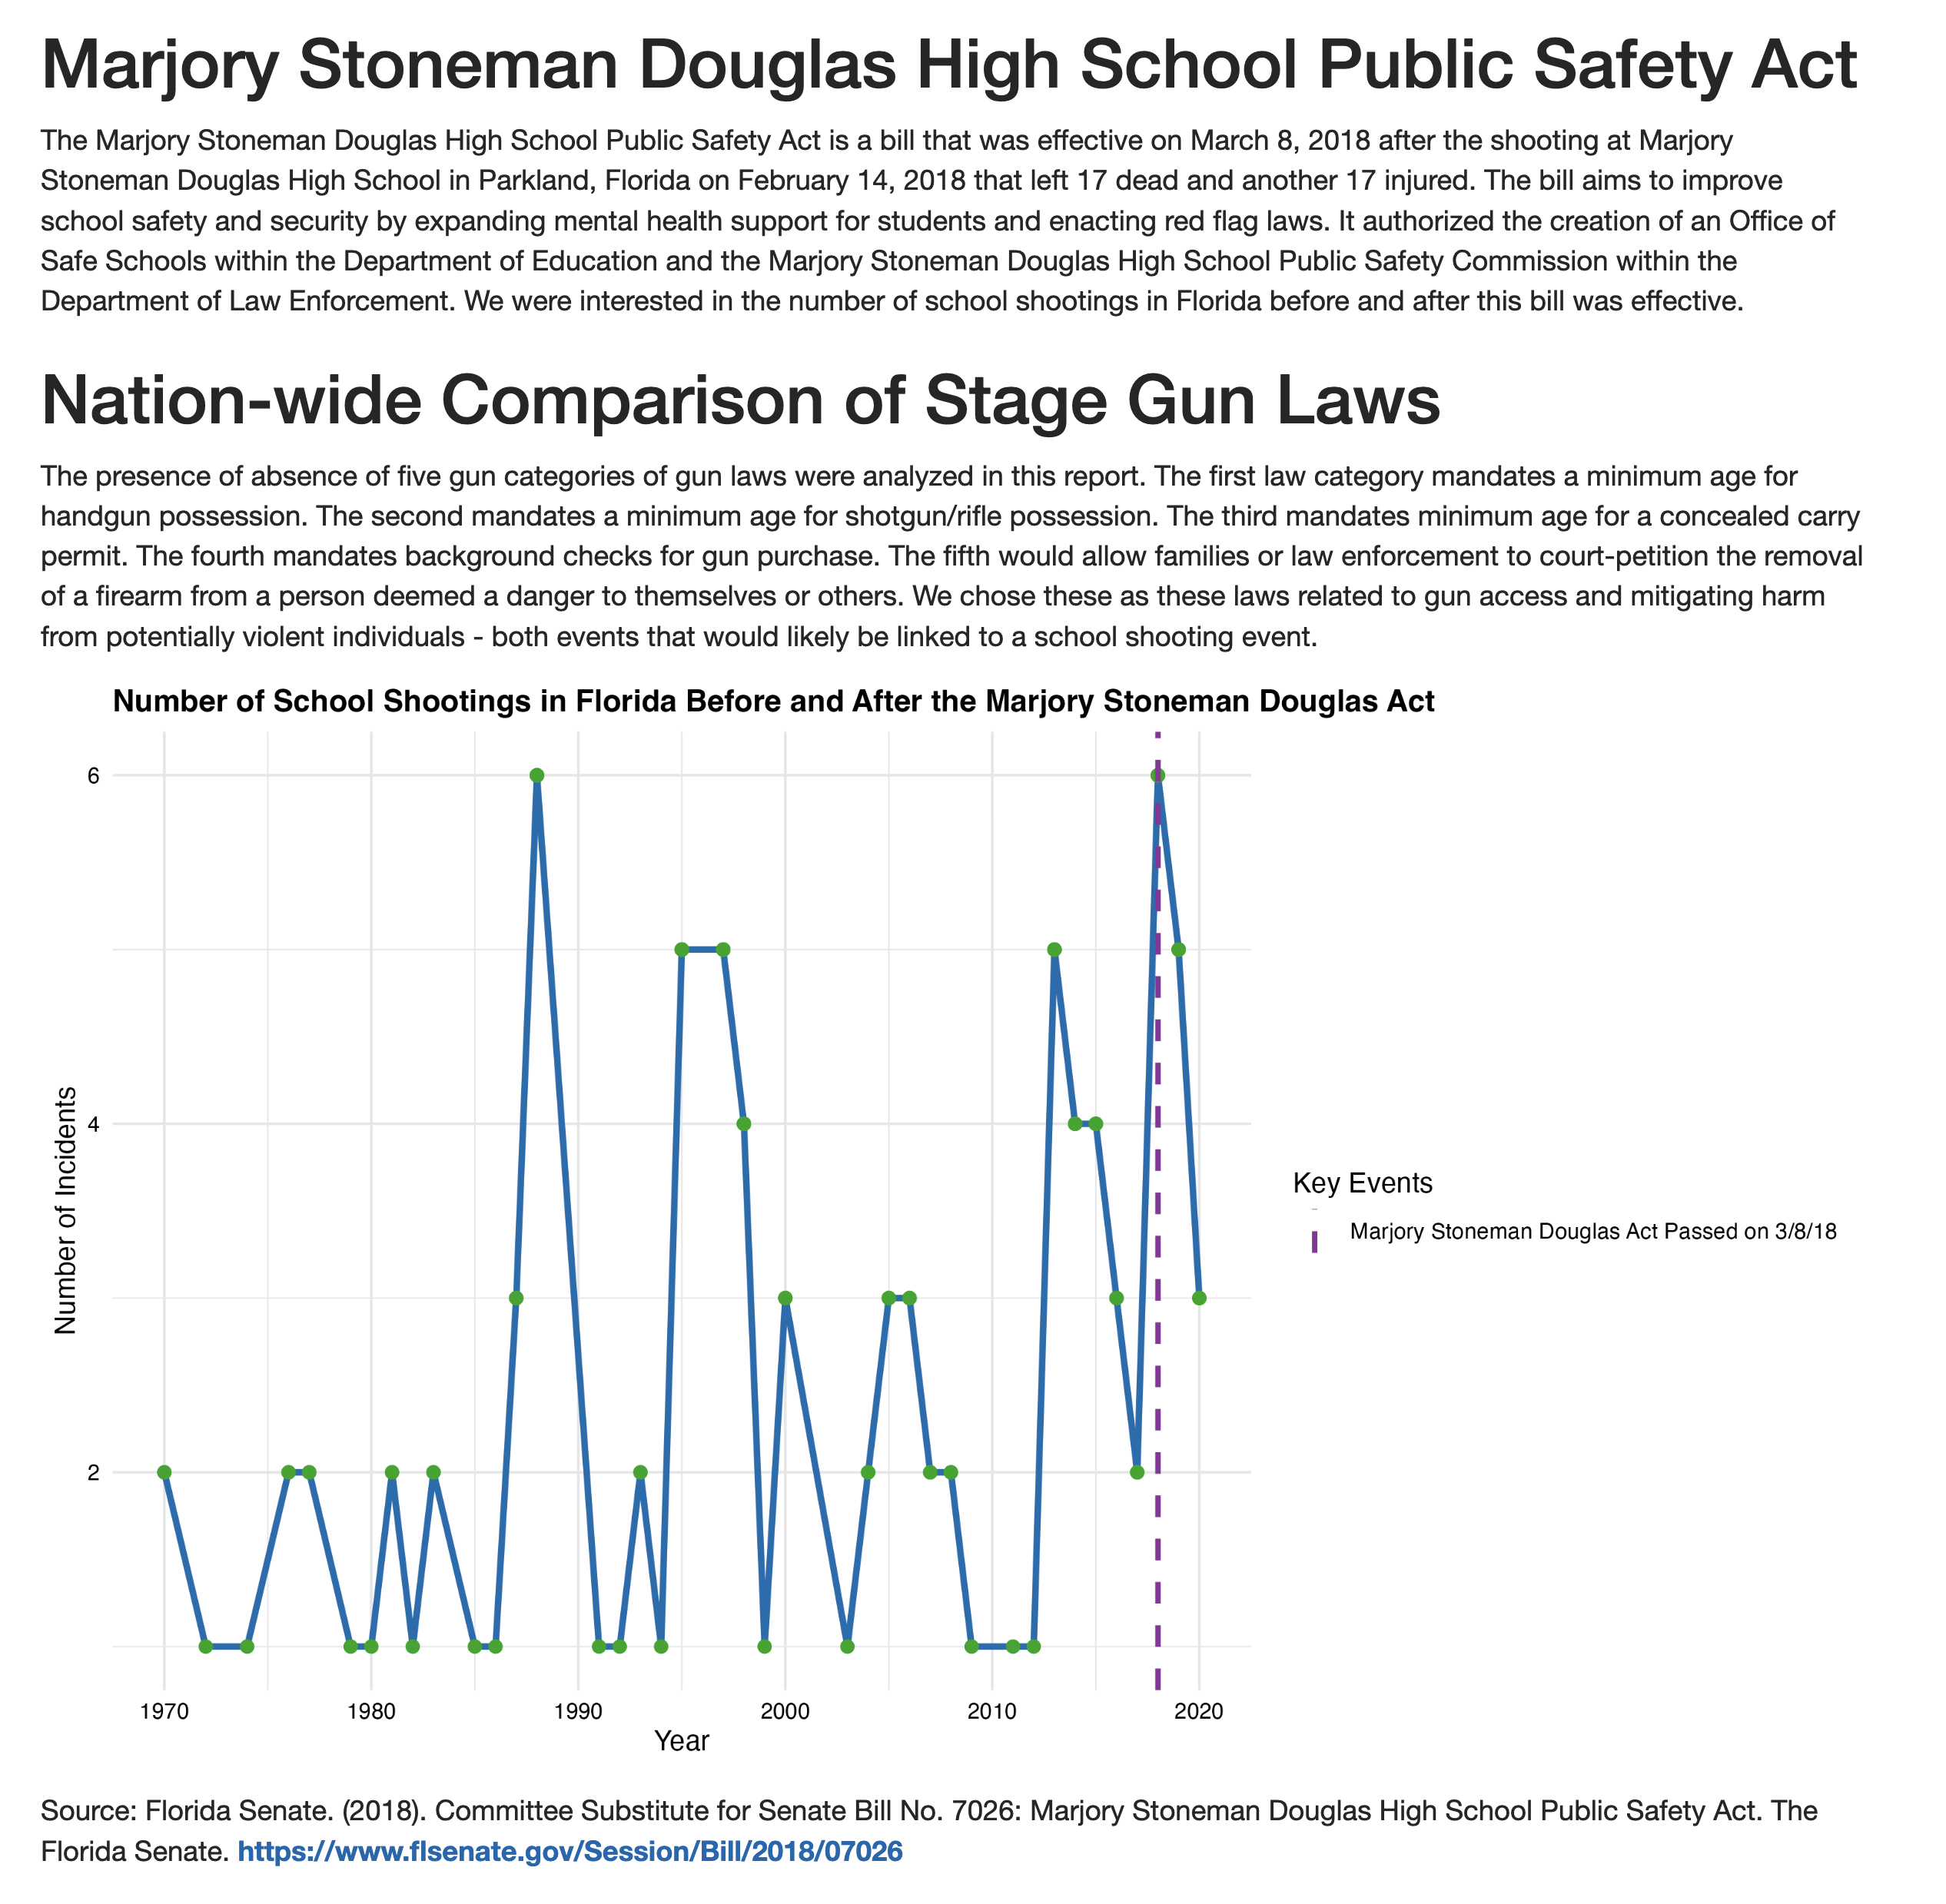 Marjory Stoneman Douglas High School Public Safety Act
The Marjory Stoneman Douglas High School Public Safety Act is a bill that was effective on March 8, 2018 after the shooting at Marjory
Stoneman Douglas High School in Parkland, Florida on February 14, 2018 that left 17 dead and another 17 injured. The bill aims to improve
school safety and security by expanding mental health support for students and enacting red flag laws. It authorized the creation of an Office of
Safe Schools within the Department of Education and the Marjory Stoneman Douglas High School Public Safety Commission within the
Department of Law Enforcement. We were interested in the number of school shootings in Florida before and after this bill was effective.
Nation-wide Comparison of Stage Gun Laws
The presence of absence of five gun categories of gun laws were analyzed in this report. The first law category mandates a minimum age for
handgun possession. The second mandates a minimum age for shotgun/rifle possession. The third mandates minimum age for a concealed carry
permit. The fourth mandates background checks for gun purchase. The fifth would allow families or law enforcement to court-petition the removal
of a firearm from a person deemed a danger to themselves or others. We chose these as these laws related to gun access and mitigating harm
from potentially violent individuals - both events that would likely be linked to a school shooting event.
Number of School Shootings in Florida Before and After the Marjory Stoneman Douglas Act
6
4
2
Number of Incidents
1970
1980
1990
2000
2010
2020
Year
Key Events
Marjory Stoneman Douglas Act Passed on 3/8/18
Source: Florida Senate. (2018). Committee Substitute for Senate Bill No. 7026: Marjory Stoneman Douglas High School Public Safety Act. The
Florida Senate. https://www.flsenate.gov/Session/Bill/2018/07026